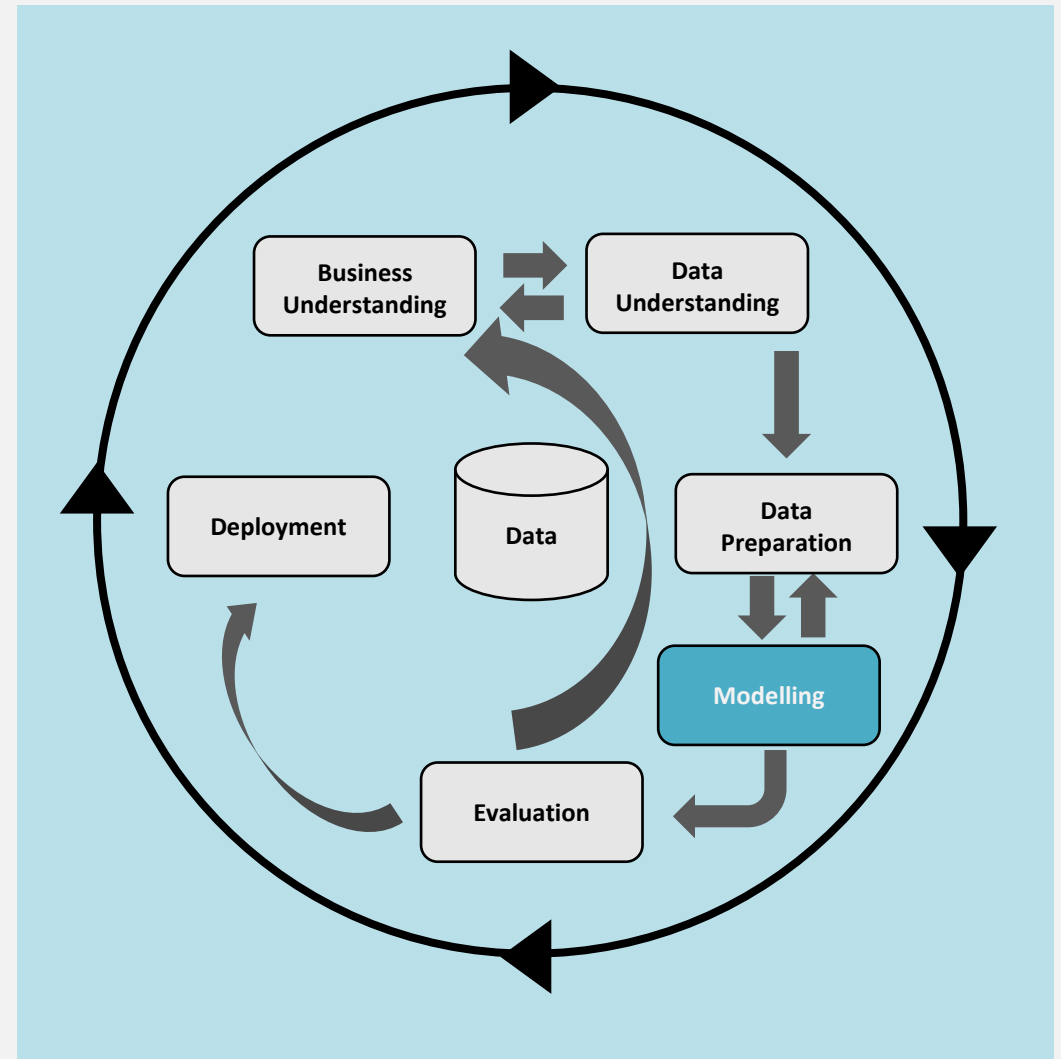 Business
Understanding
Data
Understanding
Deployment
Data
Data
Preparation
Modelling
Evaluation